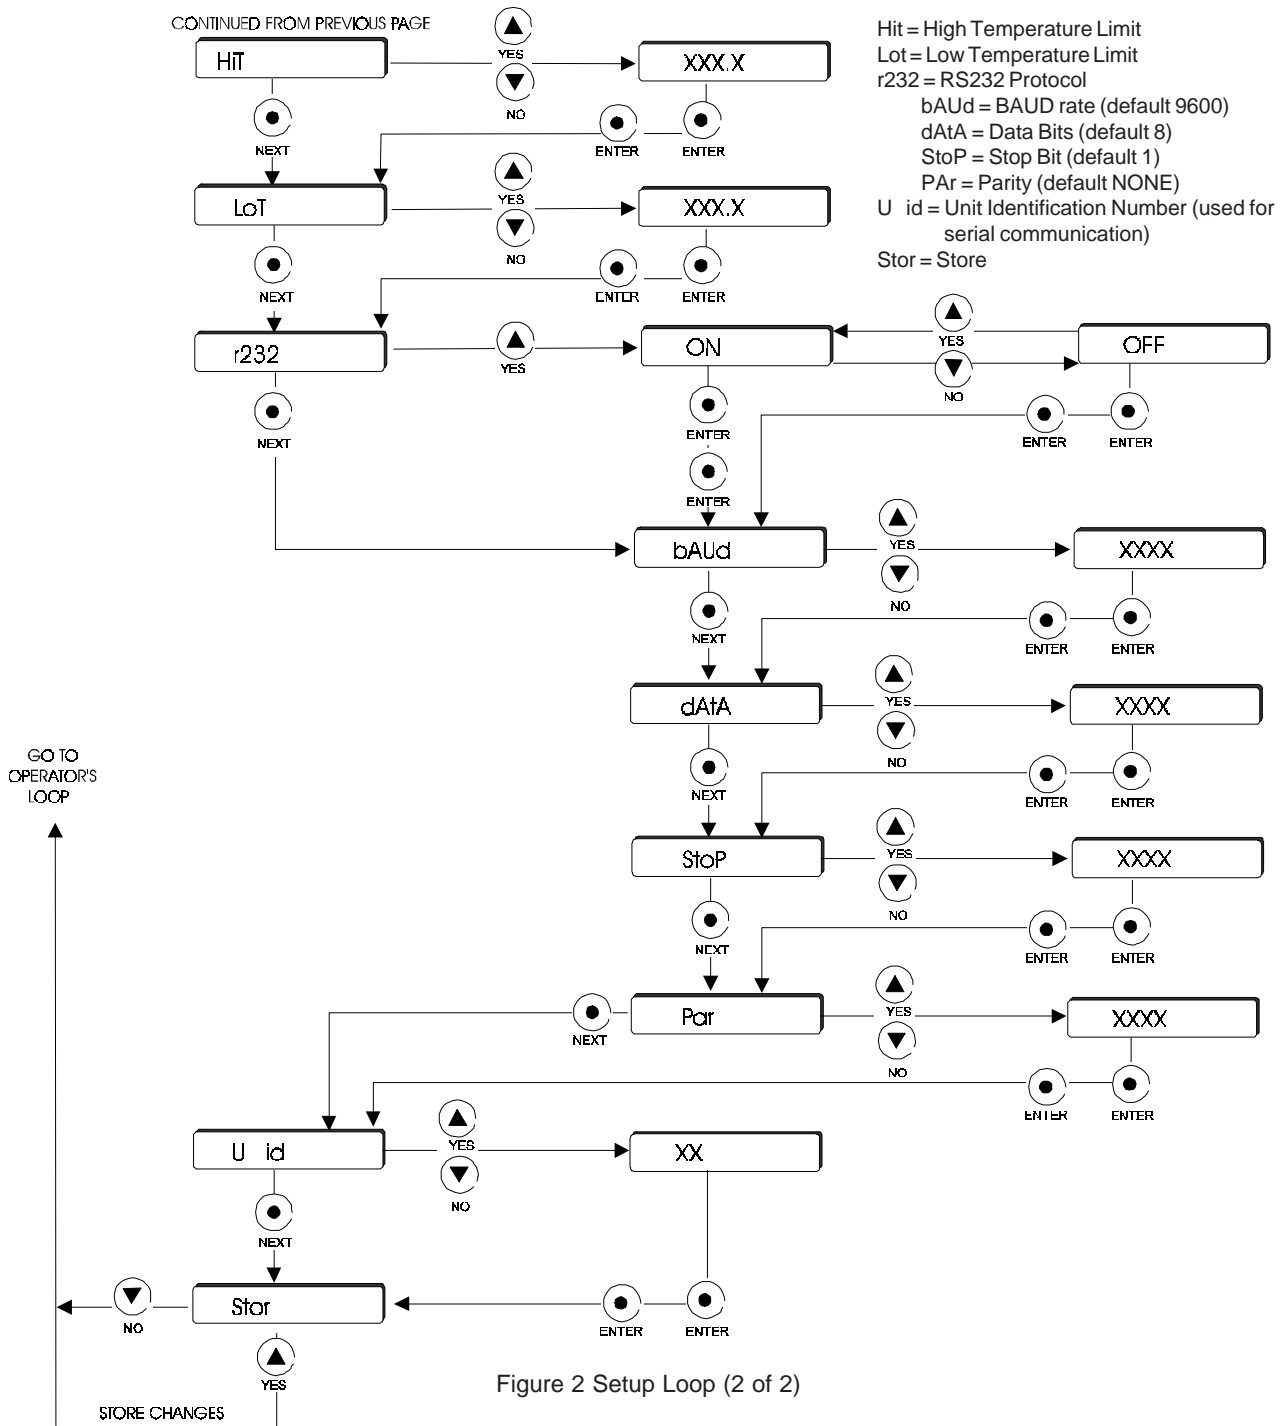 CONTINUED FROM PREVIOUS PAGE
Hit = High Temperature Limit
Lot = Low Temperature Limit
r232 = RS232 Protocol
bAUd = BAUD rate (default 9600)
dAtA = Data Bits (default 8)
StoP = Stop Bit (default 1)
PAr = Parity (default NONE)
U id = Unit Identification Number (used for
serial communication)
Stor = Store
HiT
YES
NO
XXX.X
NEXT
ENTER
ENTER
LoT
YES
NO
XXX.X
NEXT
ENTER
ENTER
r232
YES
ON
YES
NO
OFF
NEXT
ENTER
ENTER
ENTER
ENTER
bAUd
YES
NO
XXXX
NEXT
ENTER
ENTER
dAtA
YES
NO
XXXX
NEXT
ENTER
ENTER
GO TO
OPERATOR'S
LOOP
StoP
YES
NO
XXXX
NEXT
ENTER
ENTER
Par
NEXT
YES
NO
XXXX
ENTER
ENTER
U id
YES
NO
XX
NEXT
Stor
NO
ENTER
ENTER
YES
STORE CHANGES
Figure 2 Setup Loop (2 of 2)